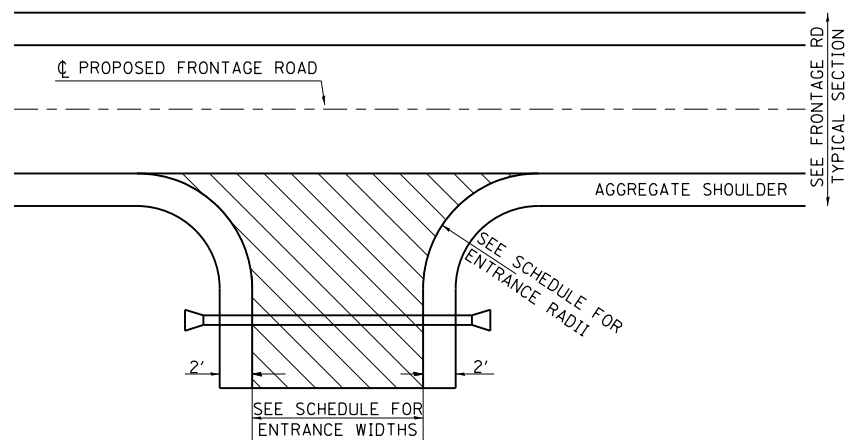 ℄ PROPOSED FRONTAGE ROAD
SEE FRONTAGE RD
TYPICAL SECTION
AGGREGATE SHOULDER
SEE SCHEDULE FOR
ENTRANCE RADII
2'
2'
SEE SCHEDULE FOR
ENTRANCE WIDTHS